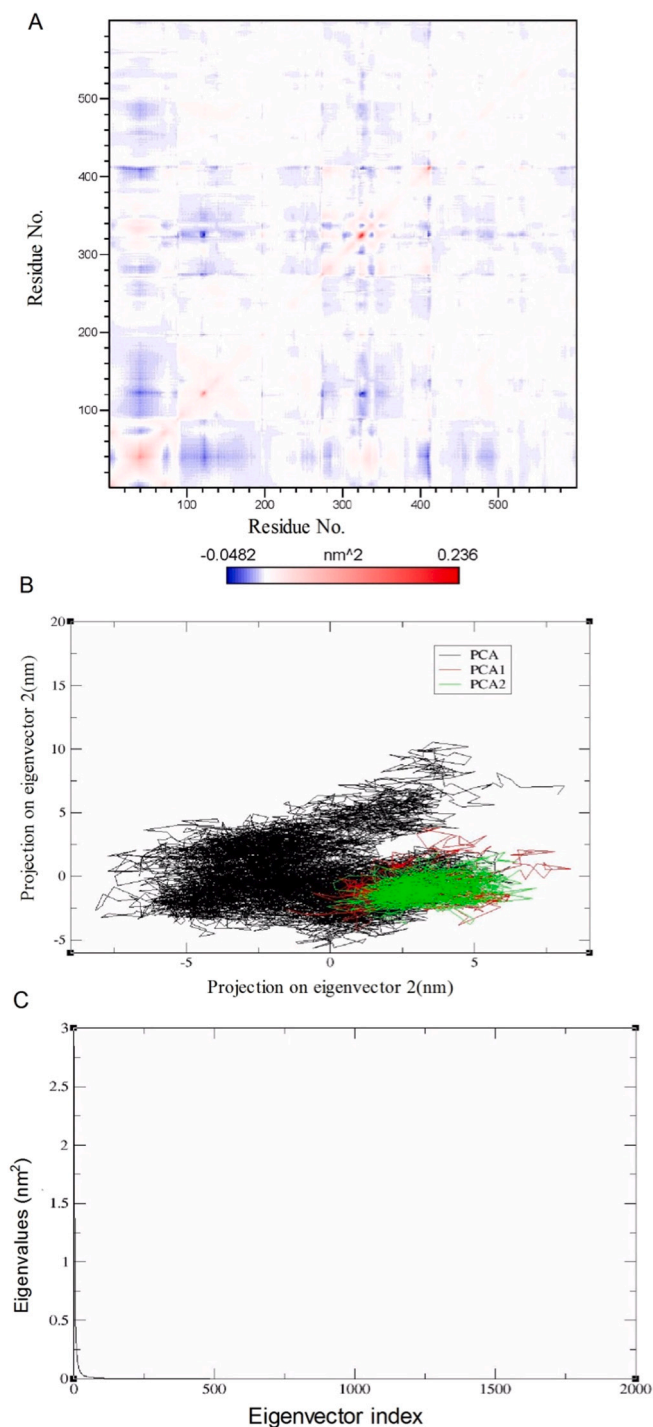 A
500
400
300
200
100
100 200 300 400 500
Residue No.
Residue No.
-0.0482 nm^2 0.236
B
20
15
10
5
0
-5
-5 0 5
PCA
PCA1
PCA2
Projection on eigenvector 2(nm)
Projection on eigenvector 2(nm)
C
3
2.5
2
1.5
1
0.5
0
0 500 1000 1500 2000
Eigenvalues (nm²)
Eigenvector index